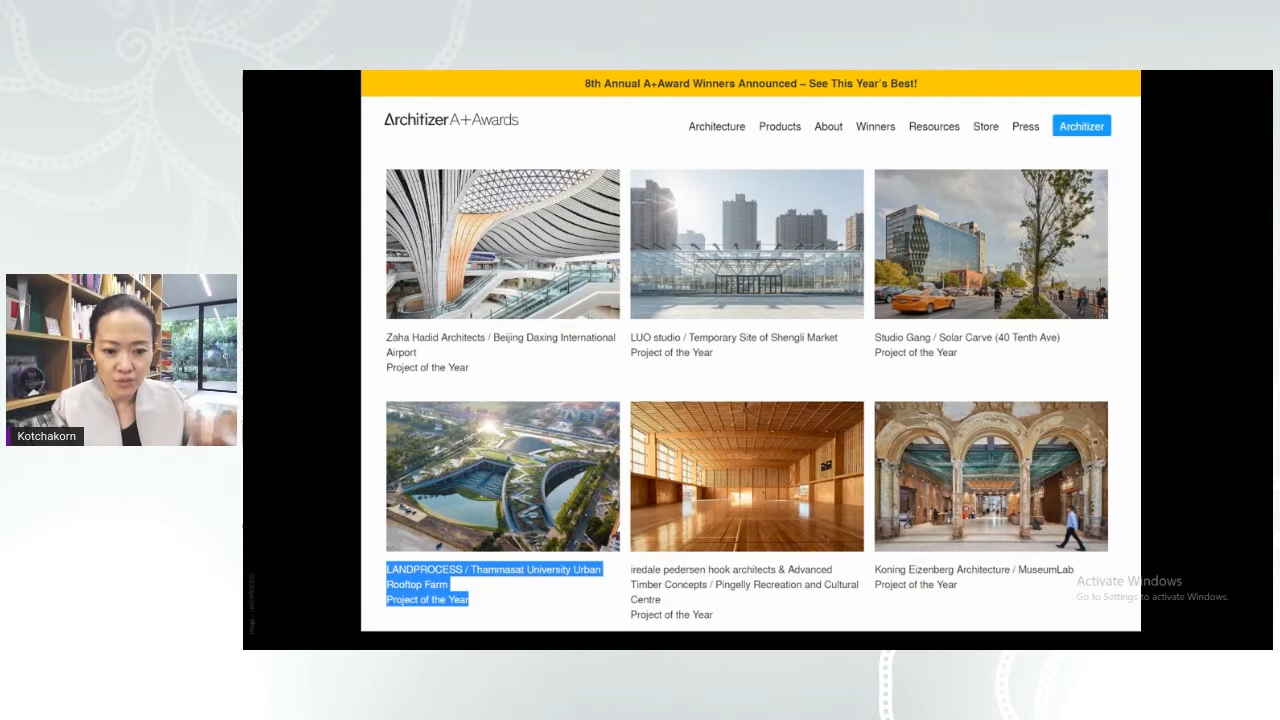 8th Annual A+Award Winners Announced – See This Year's Best!
Architizer A+Awards
Architecture Products About Winners Resources Store Press Architizer
Zaha Hadid Architects / Beijing Daxing International
Airport
Project of the Year
LUO studio / Temporary Site of Shengli Market
Project of the Year
Studio Gang / Solar Carve (40 Tenth Ave)
Project of the Year
Kotchakorn
LANDPROCESS / Thammasat University Urban
Rooftop Farm
Project of the Year
iredale pedersen hook architects & Advanced
Timber Concepts / Pingelly Recreation and Cultural
Centre
Project of the Year
Koning Eizenberg Architecture / MuseumLab
Project of the Year
Activate Windows
Go to Settings to activate Windows.